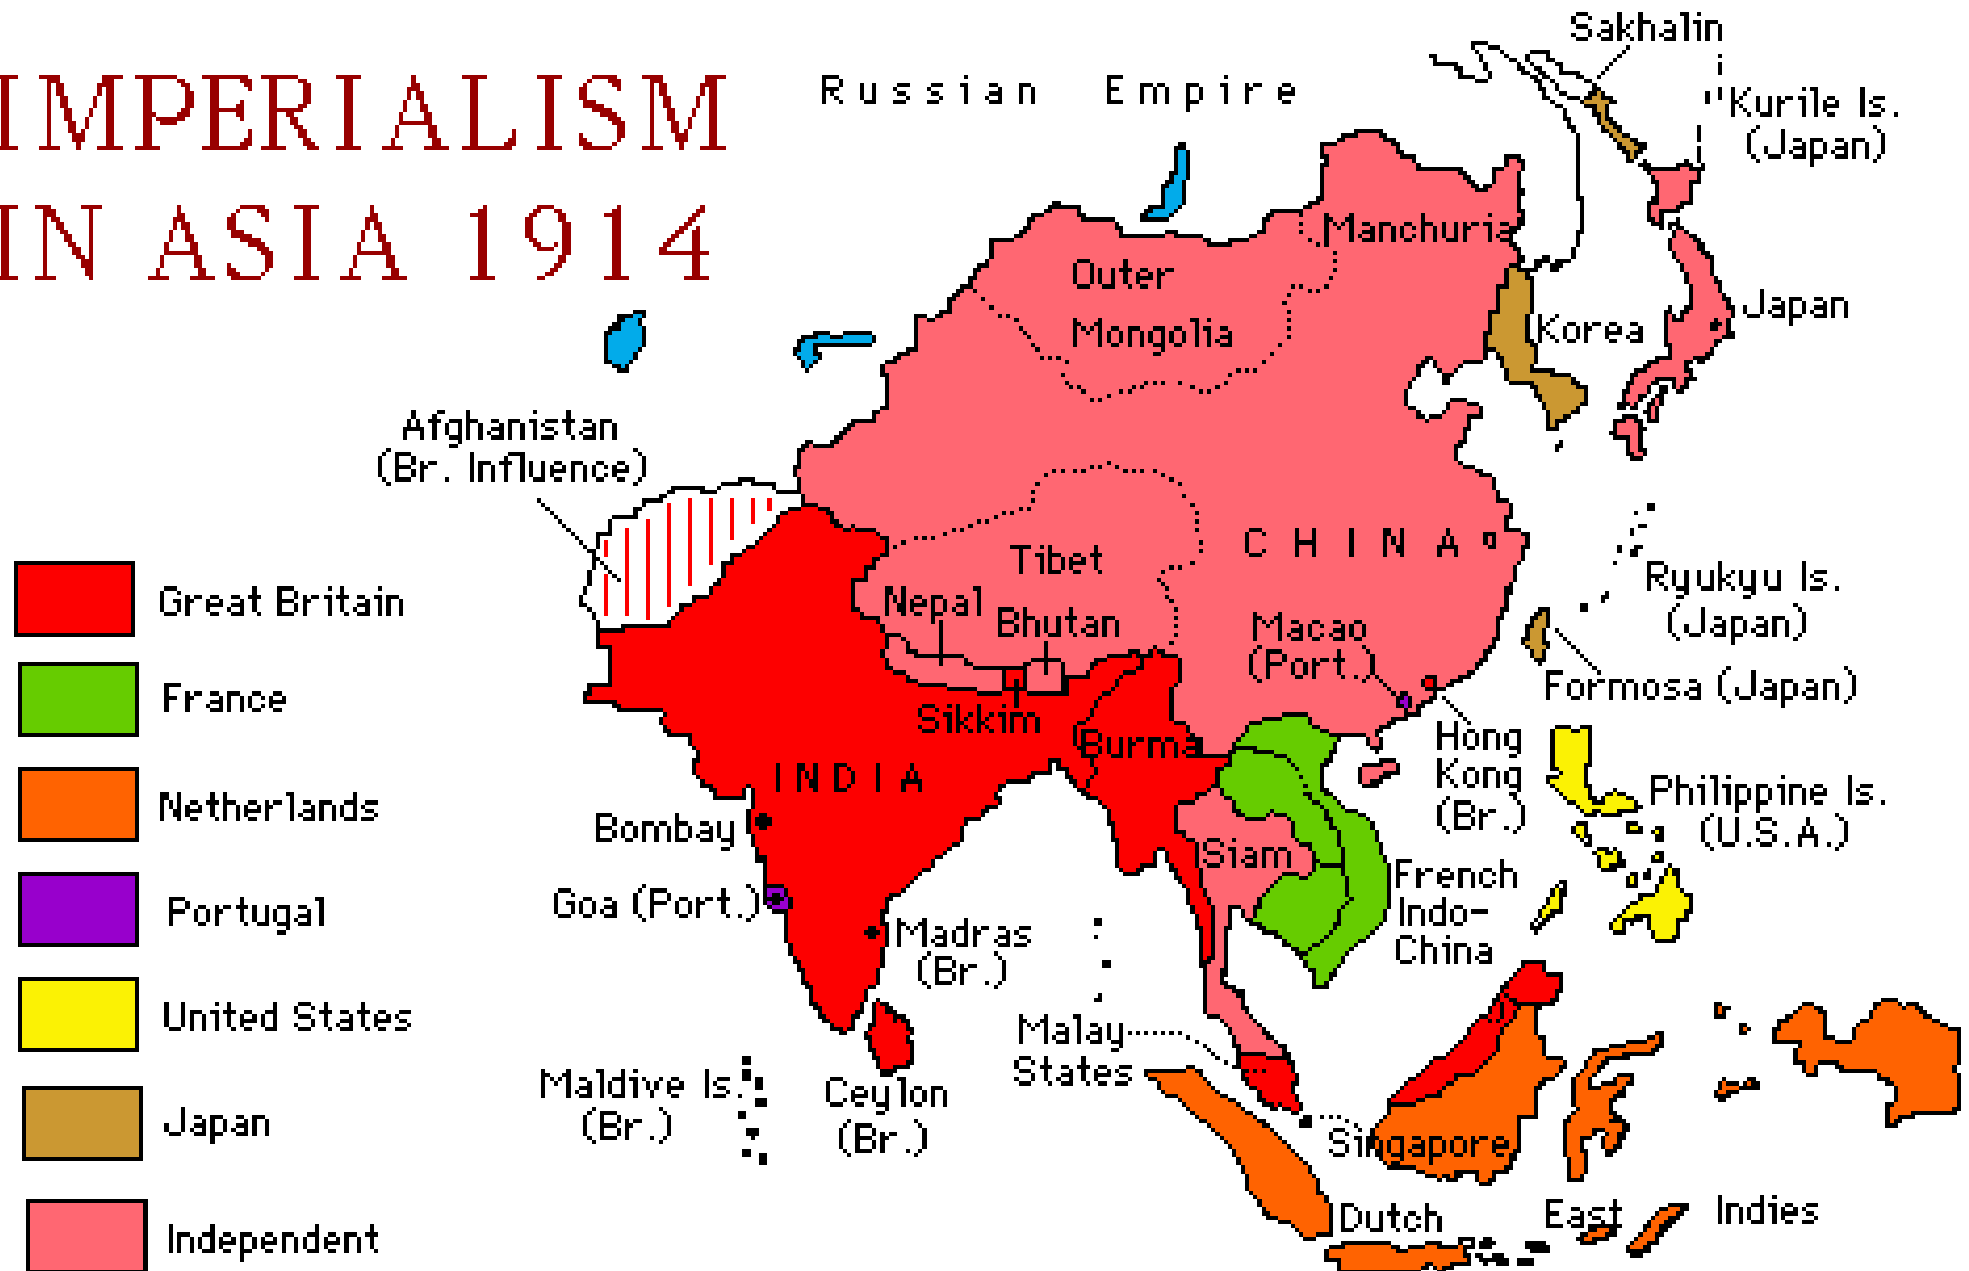 IMPERIALISM
IN ASIA 1914
Russian Empire
Sakhalin
Kurile Is.
(Japan)
Manchuria
Outer
Mongolia
Japan
Korea
Afghanistan
(Br. Influence)
CHINA
Tibet
Nepal
Bhutan
Ryukyu Is.
(Japan)
Macao
(Port.)
Formosa (Japan)
Sikkim
Burma
Hong
Kong
(Br.)
INDIA
Philippine Is.
(U.S.A.)
Bombay
Siam
French
Indo-
China
Goa (Port.)
Madras
(Br.)
Malay
States
Maldive Is.
(Br.)
Ceylon
(Br.)
Singapore
Dutch East Indies
Great Britain
France
Netherlands
Portugal
United States
Japan
Independent